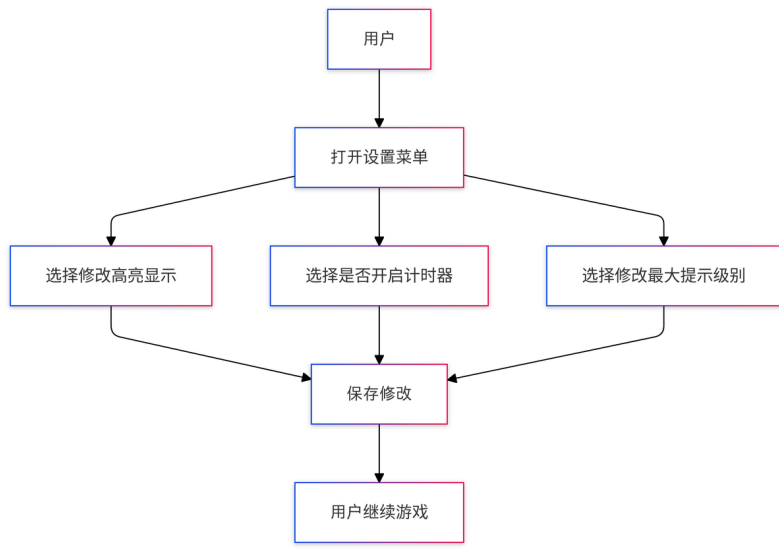 用户
打开设置菜单
选择修改高亮显示
选择是否开启计时器
选择修改最大提示级别
保存修改
用户继续游戏